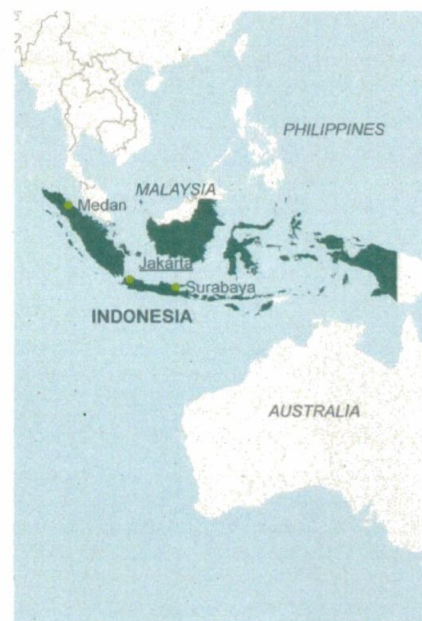 PHILIPPINES
MALAYSIA
Medan
Jakarta
Surabaya
INDONESIA
AUSTRALIA